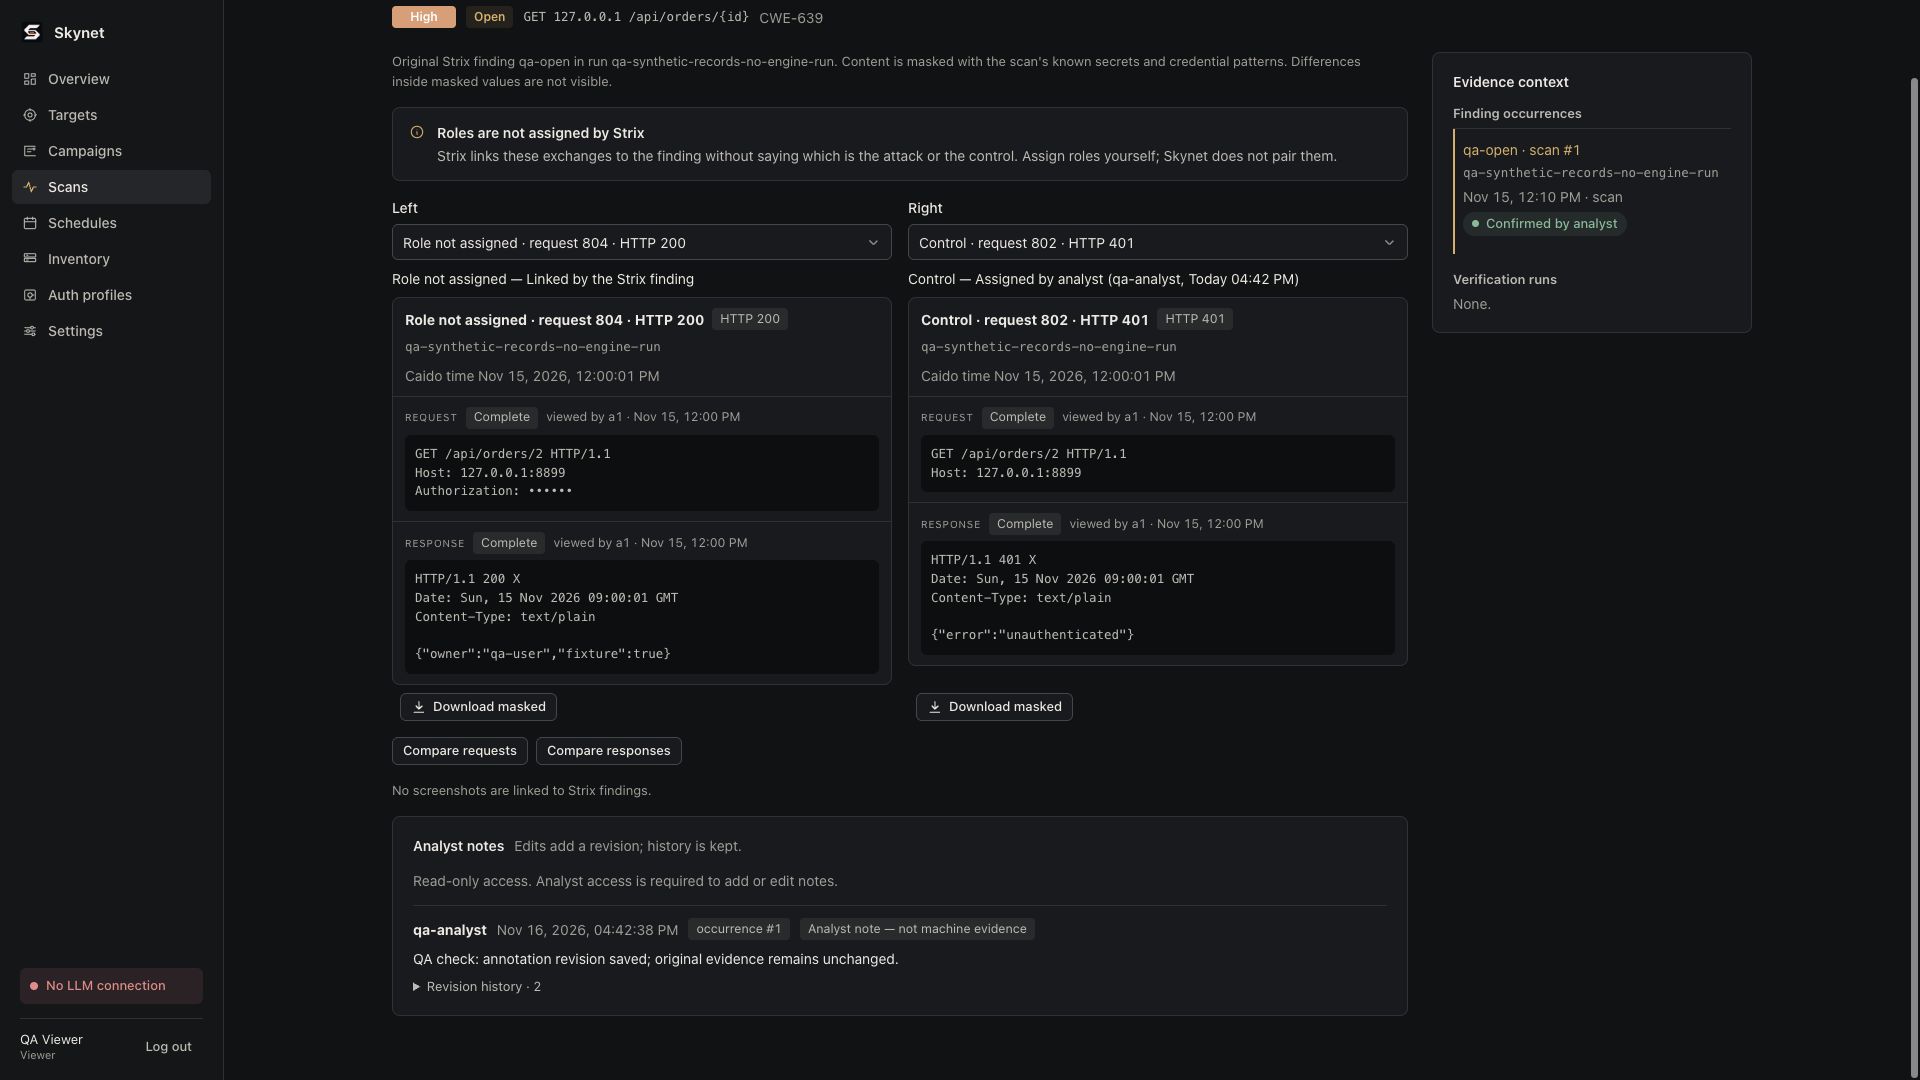 Skynet
Overview
Targets
Campaigns
Scans
Schedules
Inventory
Auth profiles
Settings
No LLM connection
QA Viewer
Viewer
Log out
High Open GET 127.0.0.1 /api/orders/{id} CWE-639
Original Strix finding qa-open in run qa-synthetic-records-no-engine-run. Content is masked with the scan's known secrets and credential patterns. Differences
inside masked values are not visible.
Roles are not assigned by Strix
Strix links these exchanges to the finding without saying which is the attack or the control. Assign roles yourself; Skynet does not pair them.
Left
Role not assigned · request 804 · HTTP 200
Role not assigned — Linked by the Strix finding
Role not assigned · request 804 · HTTP 200 HTTP 200
qa-synthetic-records-no-engine-run
Caido time Nov 15, 2026, 12:00:01 PM
REQUEST Complete viewed by a1 · Nov 15, 12:00 PM
GET /api/orders/2 HTTP/1.1
Host: 127.0.0.1:8899
Authorization: ••••••
RESPONSE Complete viewed by a1 · Nov 15, 12:00 PM
HTTP/1.1 200 X
Date: Sun, 15 Nov 2026 09:00:01 GMT
Content-Type: text/plain
{"owner":"qa-user","fixture":true}
Download masked
Right
Control · request 802 · HTTP 401
Control — Assigned by analyst (qa-analyst, Today 04:42 PM)
Control · request 802 · HTTP 401 HTTP 401
qa-synthetic-records-no-engine-run
Caido time Nov 15, 2026, 12:00:01 PM
REQUEST Complete viewed by a1 · Nov 15, 12:00 PM
GET /api/orders/2 HTTP/1.1
Host: 127.0.0.1:8899
RESPONSE Complete viewed by a1 · Nov 15, 12:00 PM
HTTP/1.1 401 X
Date: Sun, 15 Nov 2026 09:00:01 GMT
Content-Type: text/plain
{"error":"unauthenticated"}
Download masked
Compare requests Compare responses
No screenshots are linked to Strix findings.
Analyst notes Edits add a revision; history is kept.
Read-only access. Analyst access is required to add or edit notes.
qa-analyst Nov 16, 2026, 04:42:38 PM occurrence #1 Analyst note — not machine evidence
QA check: annotation revision saved; original evidence remains unchanged.
Revision history · 2
Evidence context
Finding occurrences
qa-open · scan #1
qa-synthetic-records-no-engine-run
Nov 15, 12:10 PM · scan
Confirmed by analyst
Verification runs
None.